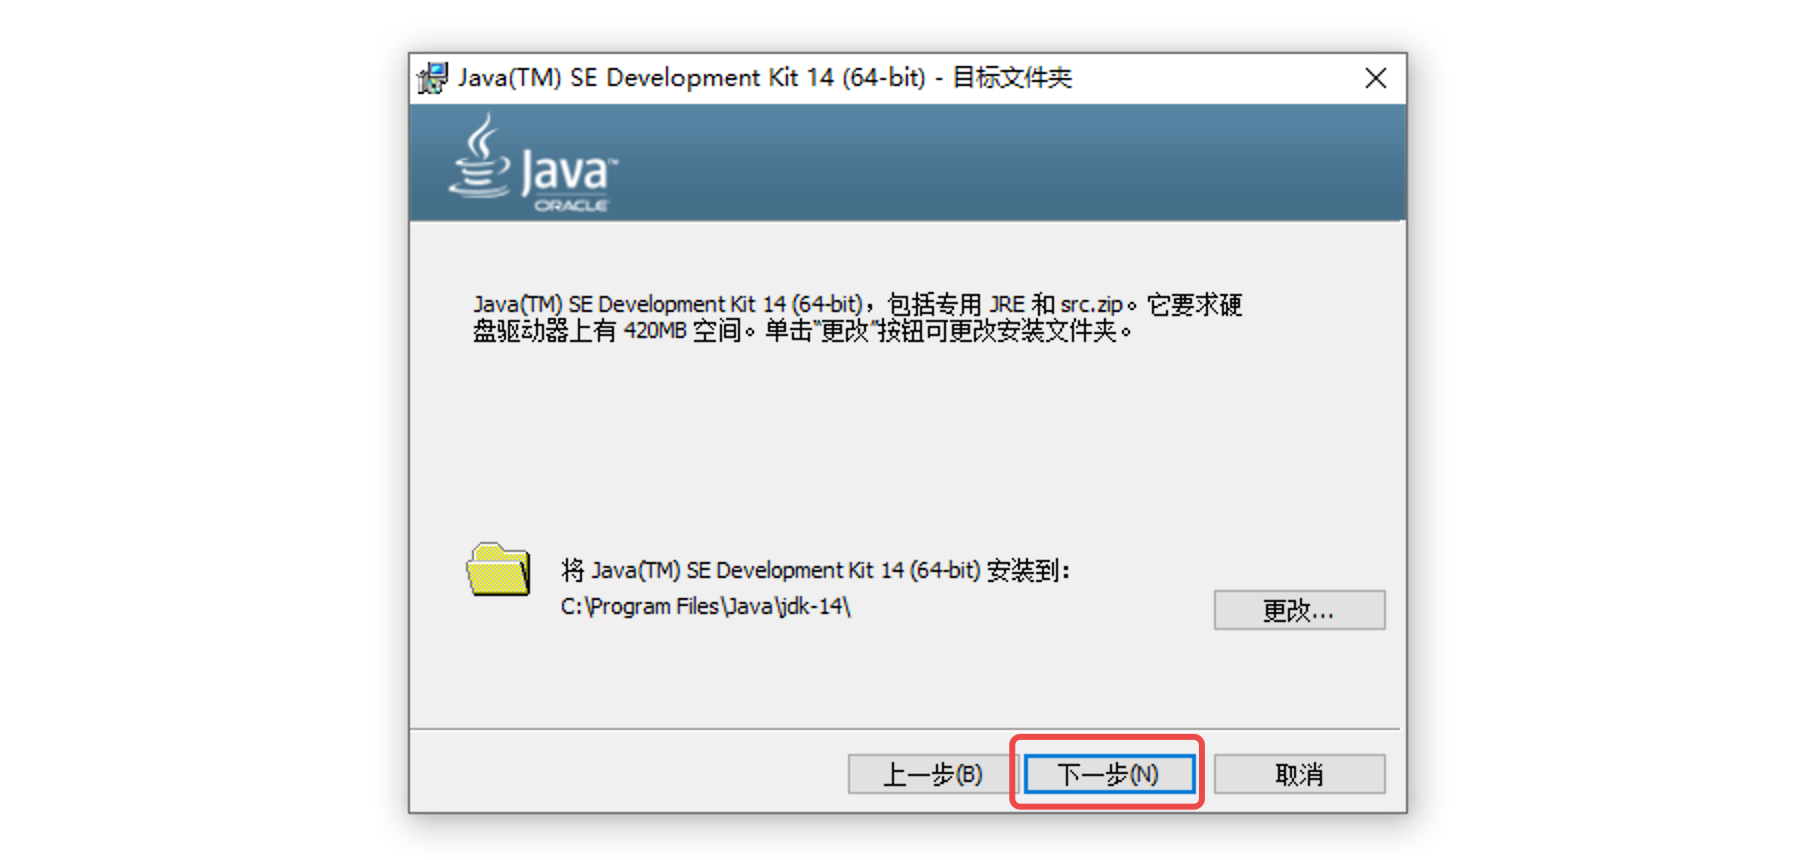 Java(TM) SE Development Kit 14 (64-bit) - 目标文件夹
Java™
ORACLE
Java(TM) SE Development Kit 14 (64-bit)，包括专用 JRE 和 src.zip。它要求硬
盘驱动器上有 420MB 空间。单击“更改”按钮可更改安装文件夹。
将 Java(TM) SE Development Kit 14 (64-bit) 安装到：
C:\Program Files\Java\jdk-14\
更改...
上一步(B)
下一步(N)
取消